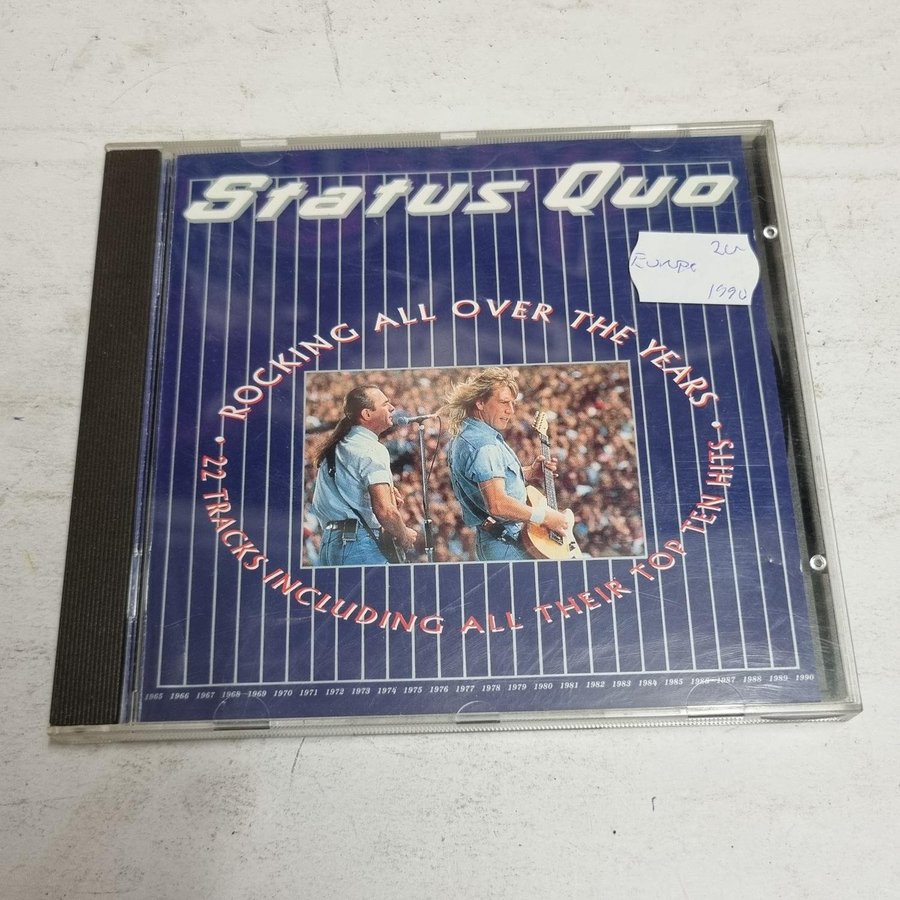 Status Quo
Europe
1990
ROCKING ALL OVER THE YEARS
• 22 TRACKS INCLUDING ALL THEIR TOP TEN HITS •
1965 1966 1967 1968 1969 1970 1971 1972 1973 1974 1975 1976 1977 1978 1979 1980 1981 1982 1983 1984 1985 1986 1987 1988 1989 1990